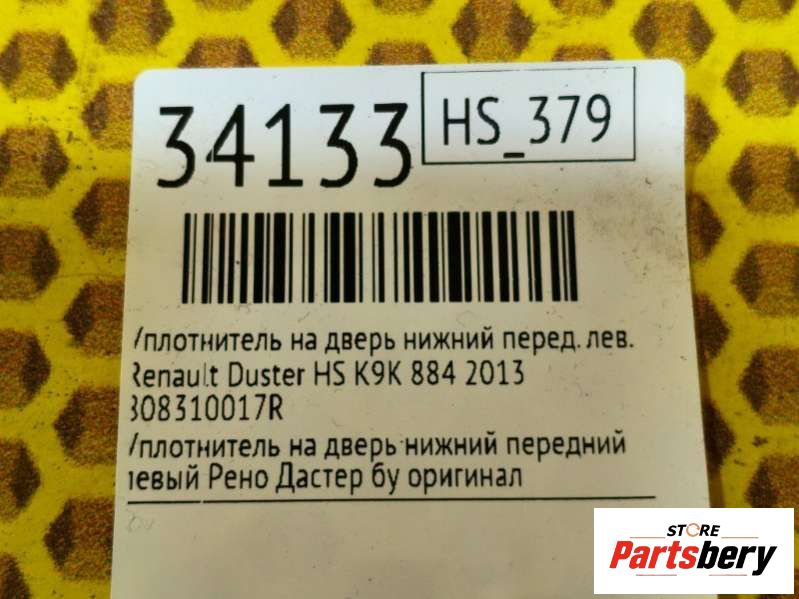 34133
HS_379
Уплотнитель на дверь нижний перед. лев.
Renault Duster HS K9K 884 2013
808310017R
Уплотнитель на дверь нижний передний
левый Рено Дастер бу оригинал
STORE
Partsbery